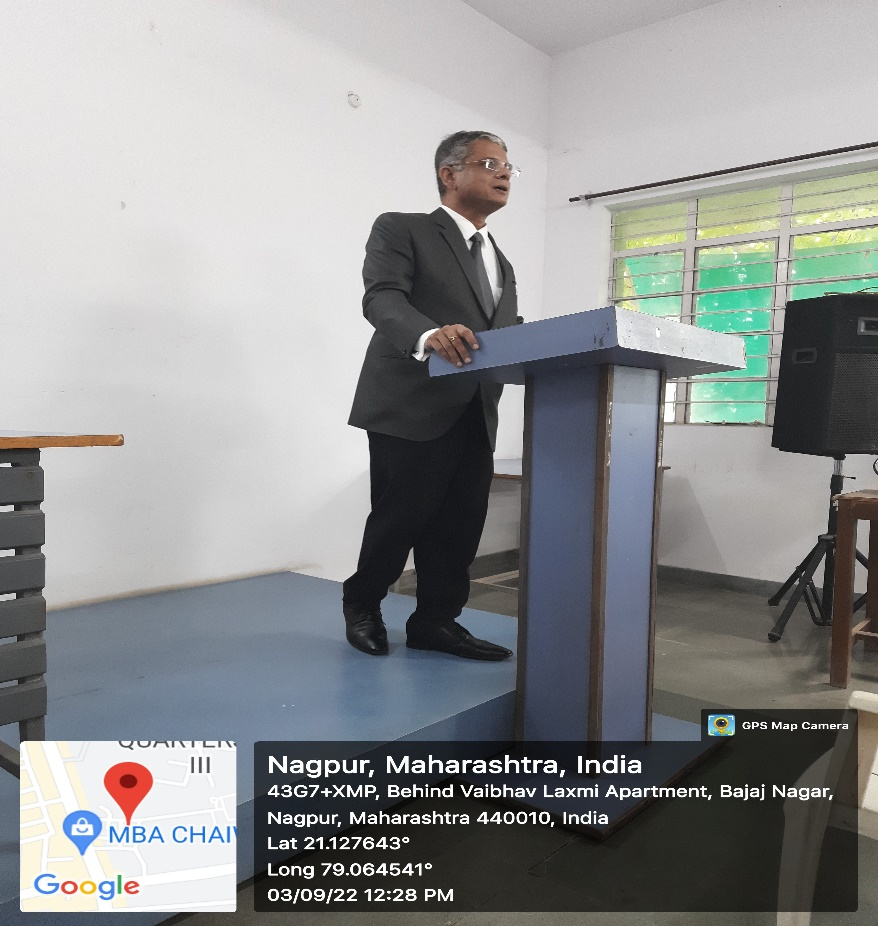 GPS Map Camera
QUARTER
III
MBA CHAI
Google
Nagpur, Maharashtra, India
43G7+XMP, Behind Vaibhav Laxmi Apartment, Bajaj Nagar,
Nagpur, Maharashtra 440010, India
Lat 21.127643°
Long 79.064541°
03/09/22 12:28 PM